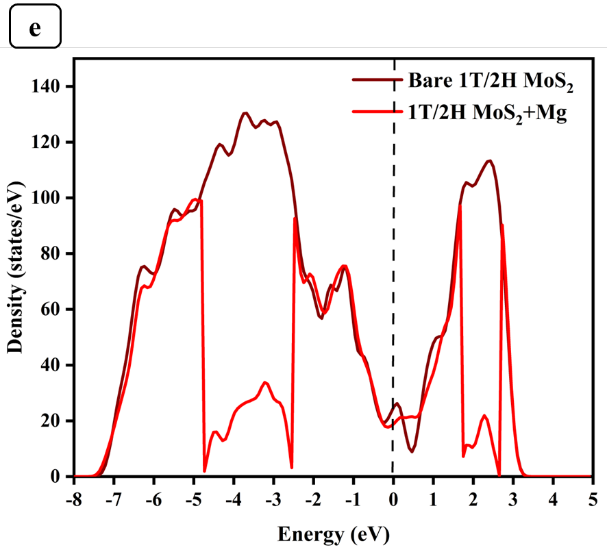 e
Bare 1T/2H MoS₂
1T/2H MoS₂+Mg
Density (states/eV)
140
120
100
80
60
40
20
0
-8 -7 -6 -5 -4 -3 -2 -1 0 1 2 3 4 5
Energy (eV)